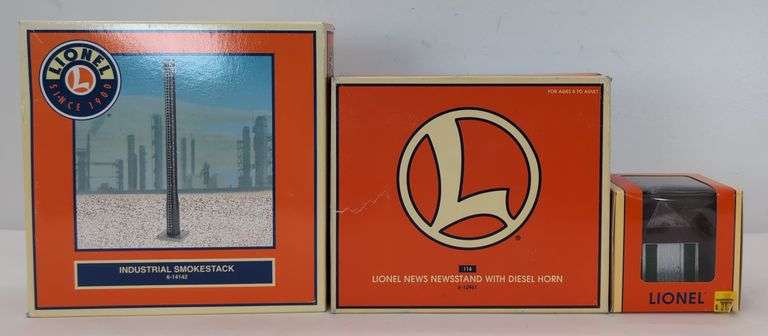 LIONEL
SINCE 1900
L
INDUSTRIAL SMOKESTACK
6-14142
FOR AGES 8 TO ADULT
L
®
114
LIONEL NEWS NEWSSTAND WITH DIESEL HORN
LIONEL